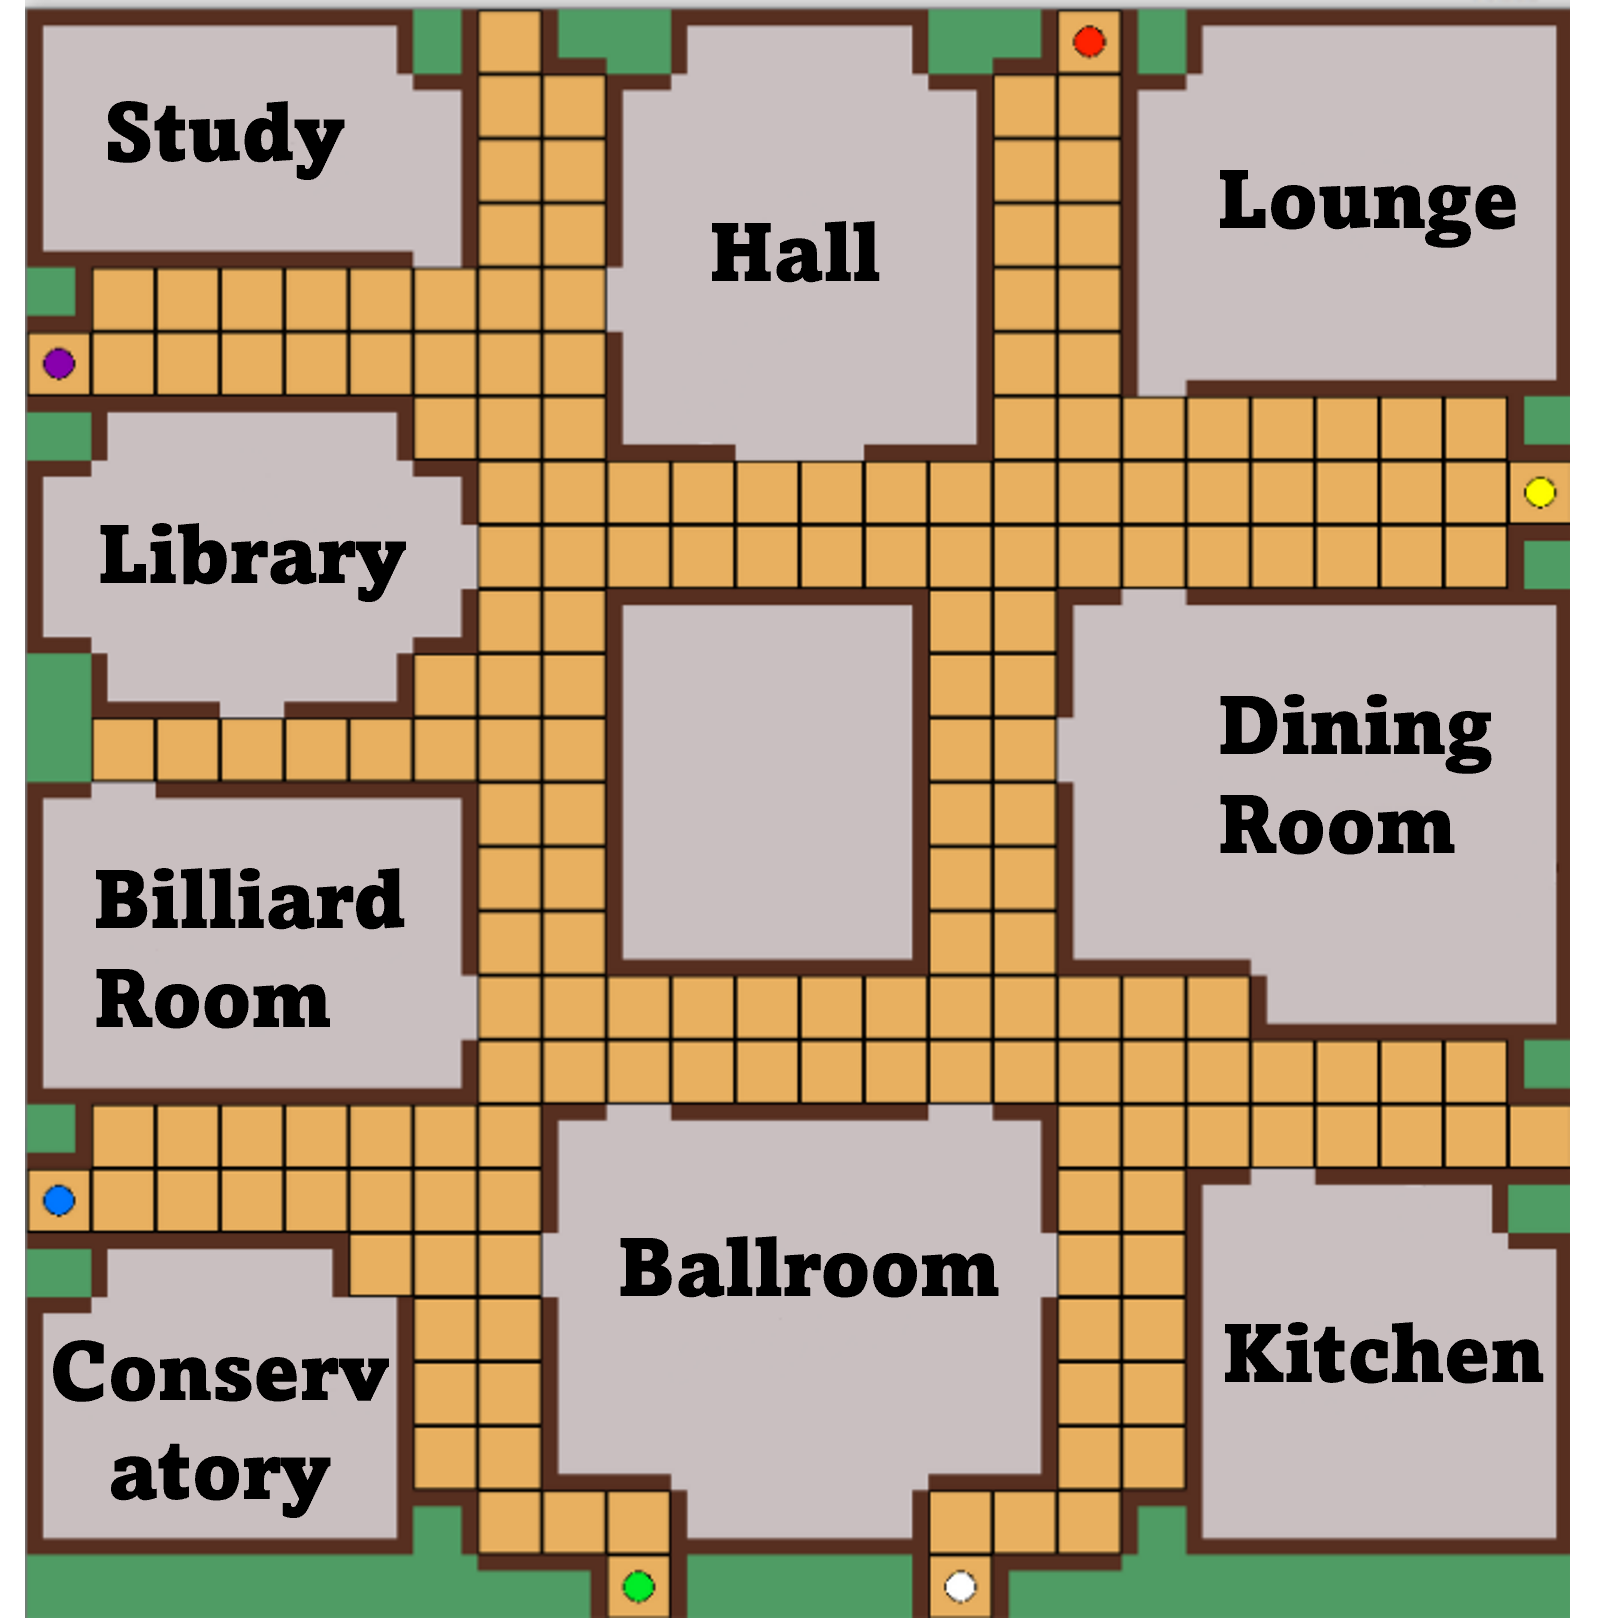 Study
Hall
Lounge
Library
Dining
Room
Billiard
Room
Ballroom
Conserv
atory
Kitchen